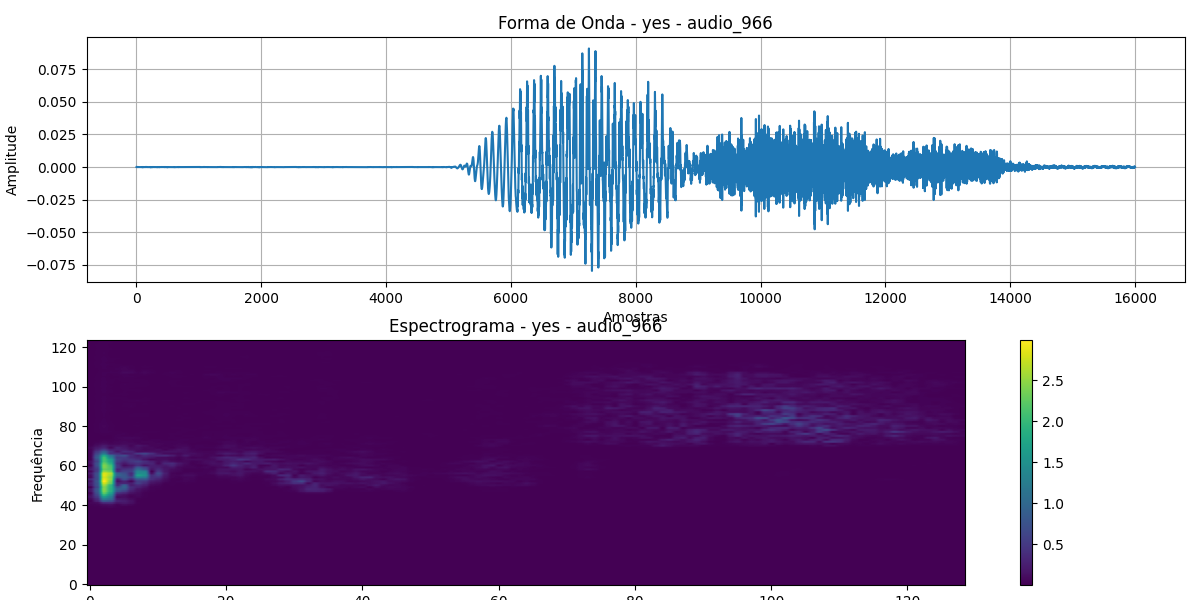 Forma de Onda - yes - audio_966
Amplitude
0.075
0.050
0.025
0.000
−0.025
−0.050
−0.075
0 2000 4000 6000 8000 10000 12000 14000 16000
Amostras
Espectrograma - yes - audio_966
Frequência
120
100
80
60
40
20
0
0 20 40 60 80 100 120
2.5
2.0
1.5
1.0
0.5